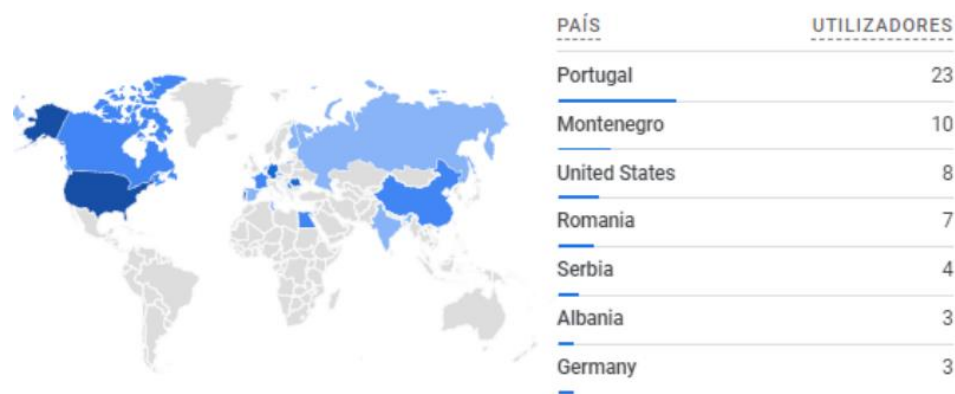 PAÍS UTILIZADORES
Portugal 23
Montenegro 10
United States 8
Romania 7
Serbia 4
Albania 3
Germany 3